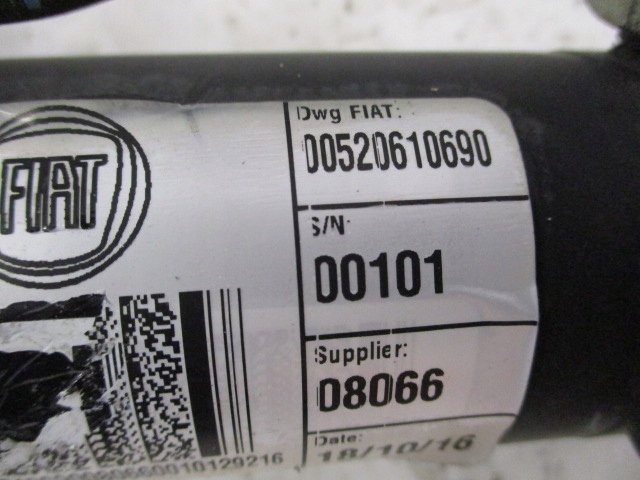 FIAT
Dwg FIAT:
00520610690
S/N:
00101
Supplier:
08066
Date:
18/10/16